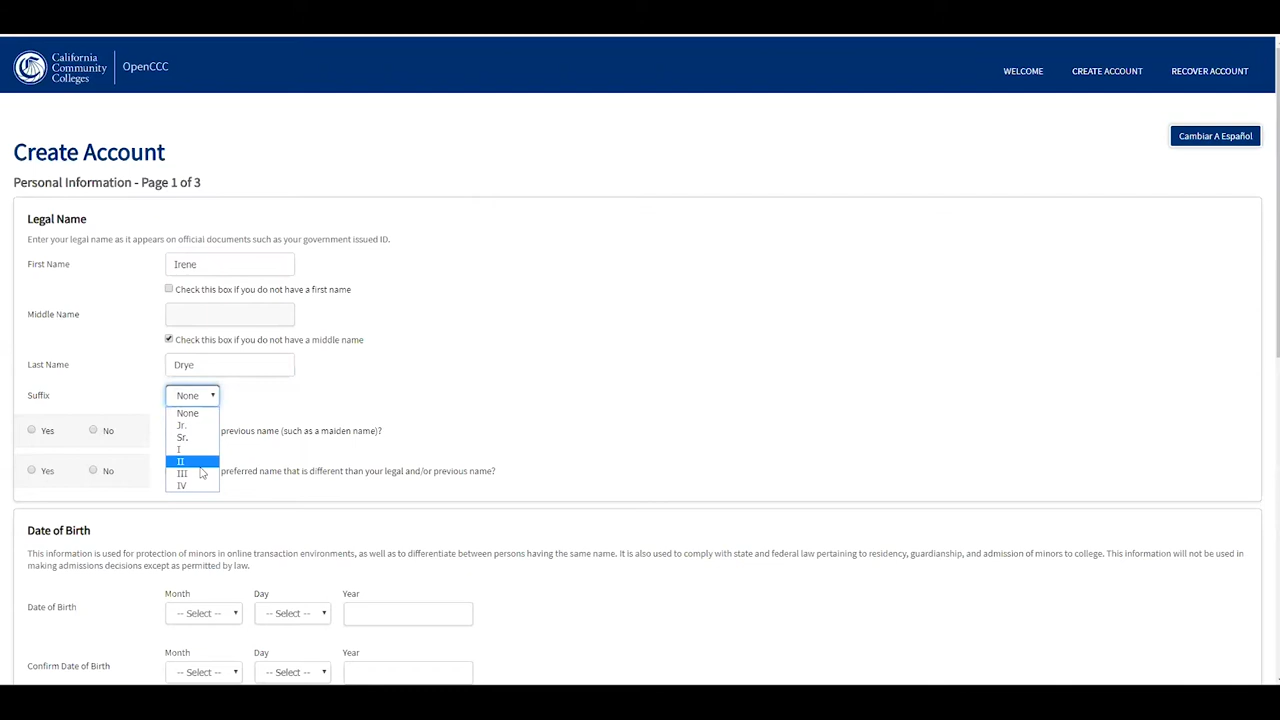 California
Community
Colleges
OpenCCC
WELCOME CREATE ACCOUNT RECOVER ACCOUNT
Cambiar A Español
Create Account
Personal Information - Page 1 of 3
Legal Name
Enter your legal name as it appears on official documents such as your government issued ID.
First Name Irene
Check this box if you do not have a first name
Middle Name
Check this box if you do not have a middle name
Last Name Drye
Suffix None
None
Jr.
Yes No previous name (such as a maiden name)?
Sr.
I
II
Yes No III preferred name that is different than your legal and/or previous name?
IV
Date of Birth
This information is used for protection of minors in online transaction environments, as well as to differentiate between persons having the same name. It is also used to comply with state and federal law pertaining to residency, guardianship, and admission of minors to college. This information will not be used in
making admissions decisions except as permitted by law.
Month Day Year
Date of Birth -- Select -- -- Select --
Month Day Year
Confirm Date of Birth -- Select -- -- Select --